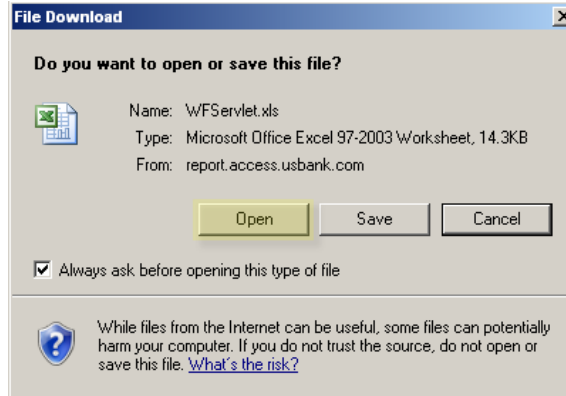 File Download
Do you want to open or save this file?
Name: WFServlet.xls
Type: Microsoft Office Excel 97-2003 Worksheet, 14.3KB
From: report.access.usbank.com
Open Save Cancel
Always ask before opening this type of file
While files from the Internet can be useful, some files can potentially
harm your computer. If you do not trust the source, do not open or
save this file. What's the risk?